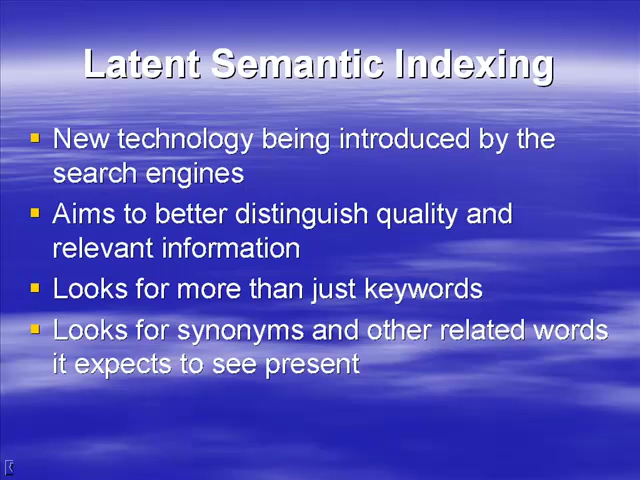 Latent Semantic Indexing
New technology being introduced by the
search engines
Aims to better distinguish quality and
relevant information
Looks for more than just keywords
Looks for synonyms and other related words
it expects to see present